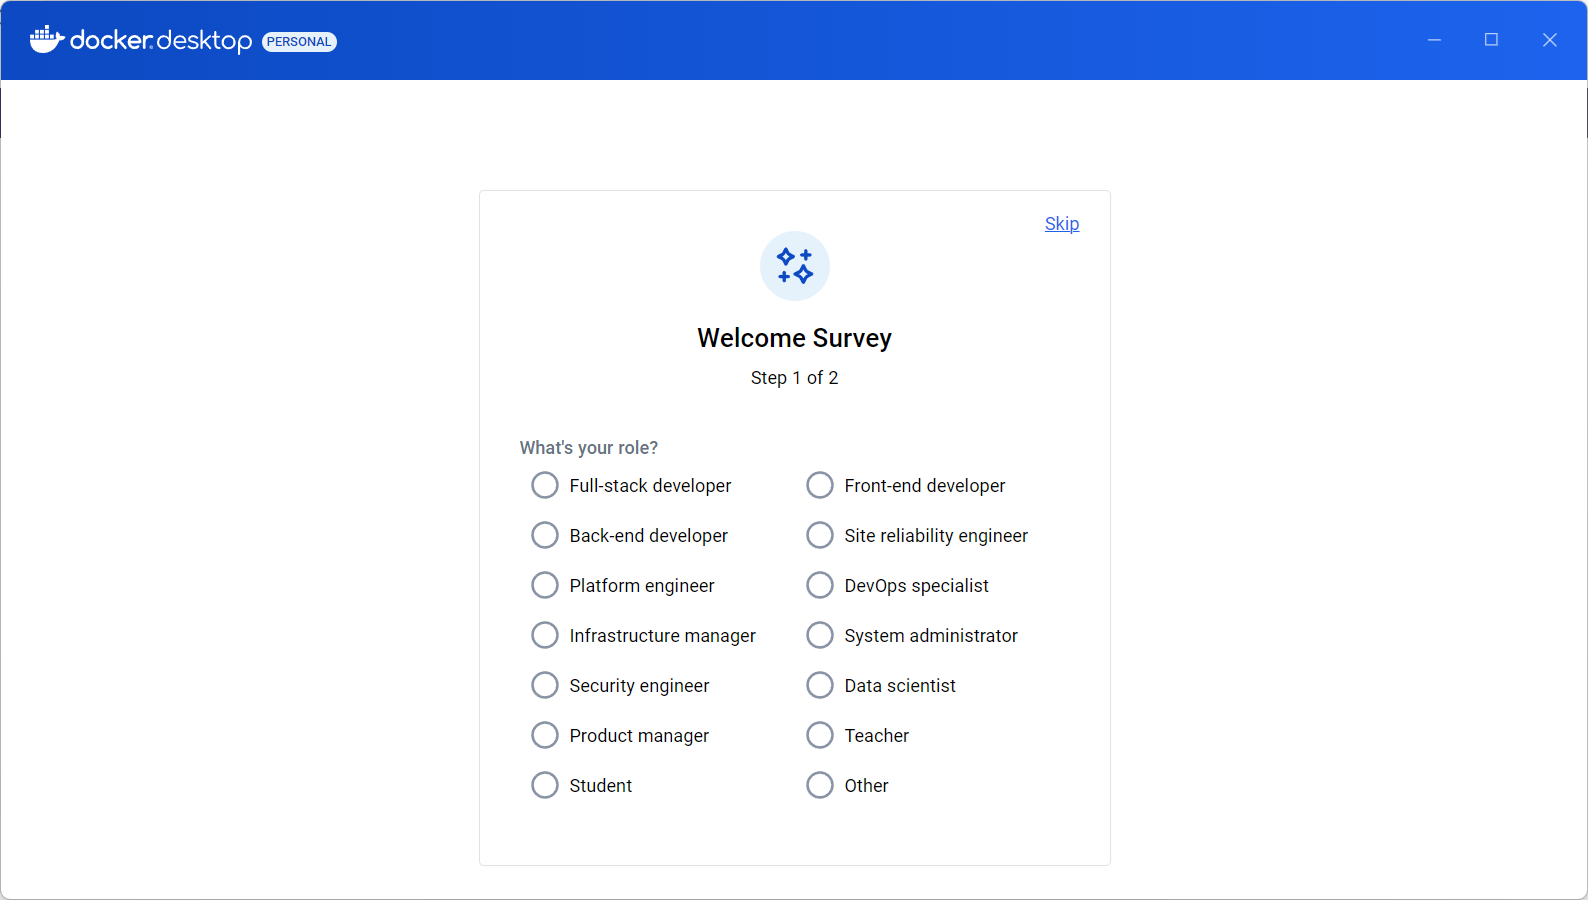 docker desktop PERSONAL
Skip
Welcome Survey
Step 1 of 2
What's your role?
Full-stack developer Front-end developer
Back-end developer Site reliability engineer
Platform engineer DevOps specialist
Infrastructure manager System administrator
Security engineer Data scientist
Product manager Teacher
Student Other